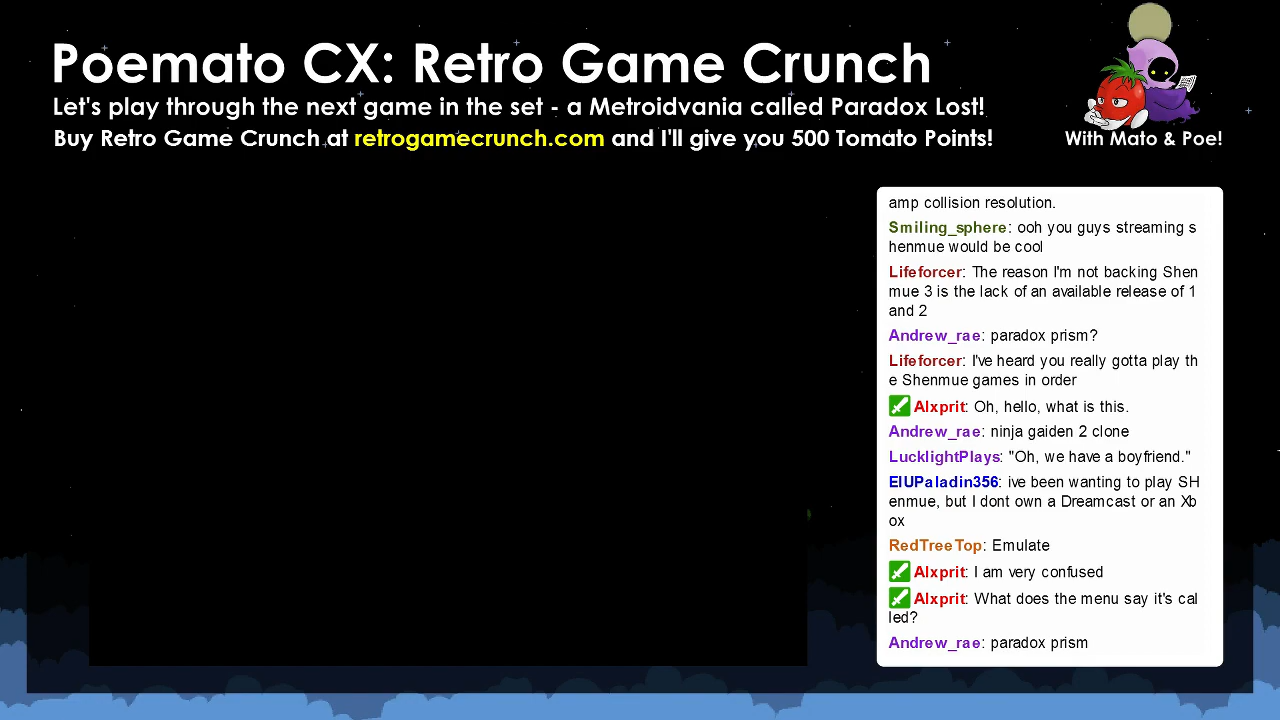 Poemato CX: Retro Game Crunch
Let's play through the next game in the set - a Metroidvania called Paradox Lost!
Buy Retro Game Crunch at retrogamecrunch.com and I'll give you 500 Tomato Points!
With Mato & Poe!
amp collision resolution.
Smiling_sphere: ooh you guys streaming s
henmue would be cool
Lifeforcer: The reason I'm not backing Shen
mue 3 is the lack of an available release of 1
and 2
Andrew_rae: paradox prism?
Lifeforcer: I've heard you really gotta play th
e Shenmue games in order
Alxprit: Oh, hello, what is this.
Andrew_rae: ninja gaiden 2 clone
LucklightPlays: "Oh, we have a boyfriend."
EIUPaladin356: ive been wanting to play SH
enmue, but I dont own a Dreamcast or an Xb
ox
RedTreeTop: Emulate
Alxprit: I am very confused
Alxprit: What does the menu say it's cal
led?
Andrew_rae: paradox prism